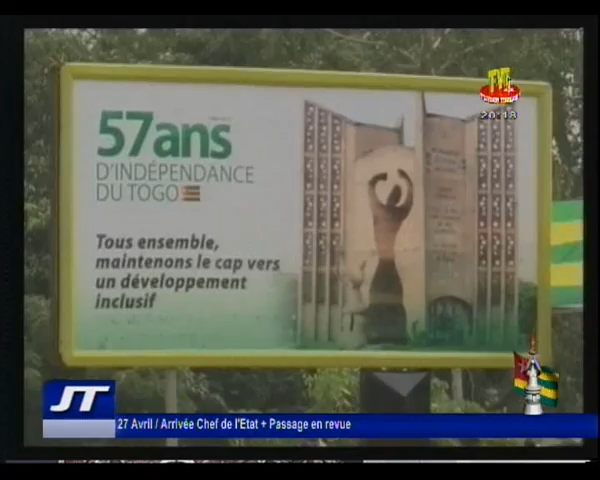 57ans
D'INDÉPENDANCE
DU TOGO
Tous ensemble,
maintenons le cap vers
un développement
inclusif
20:18
JT
27 Avril / Arrivée Chef de l'Etat + Passage en revue